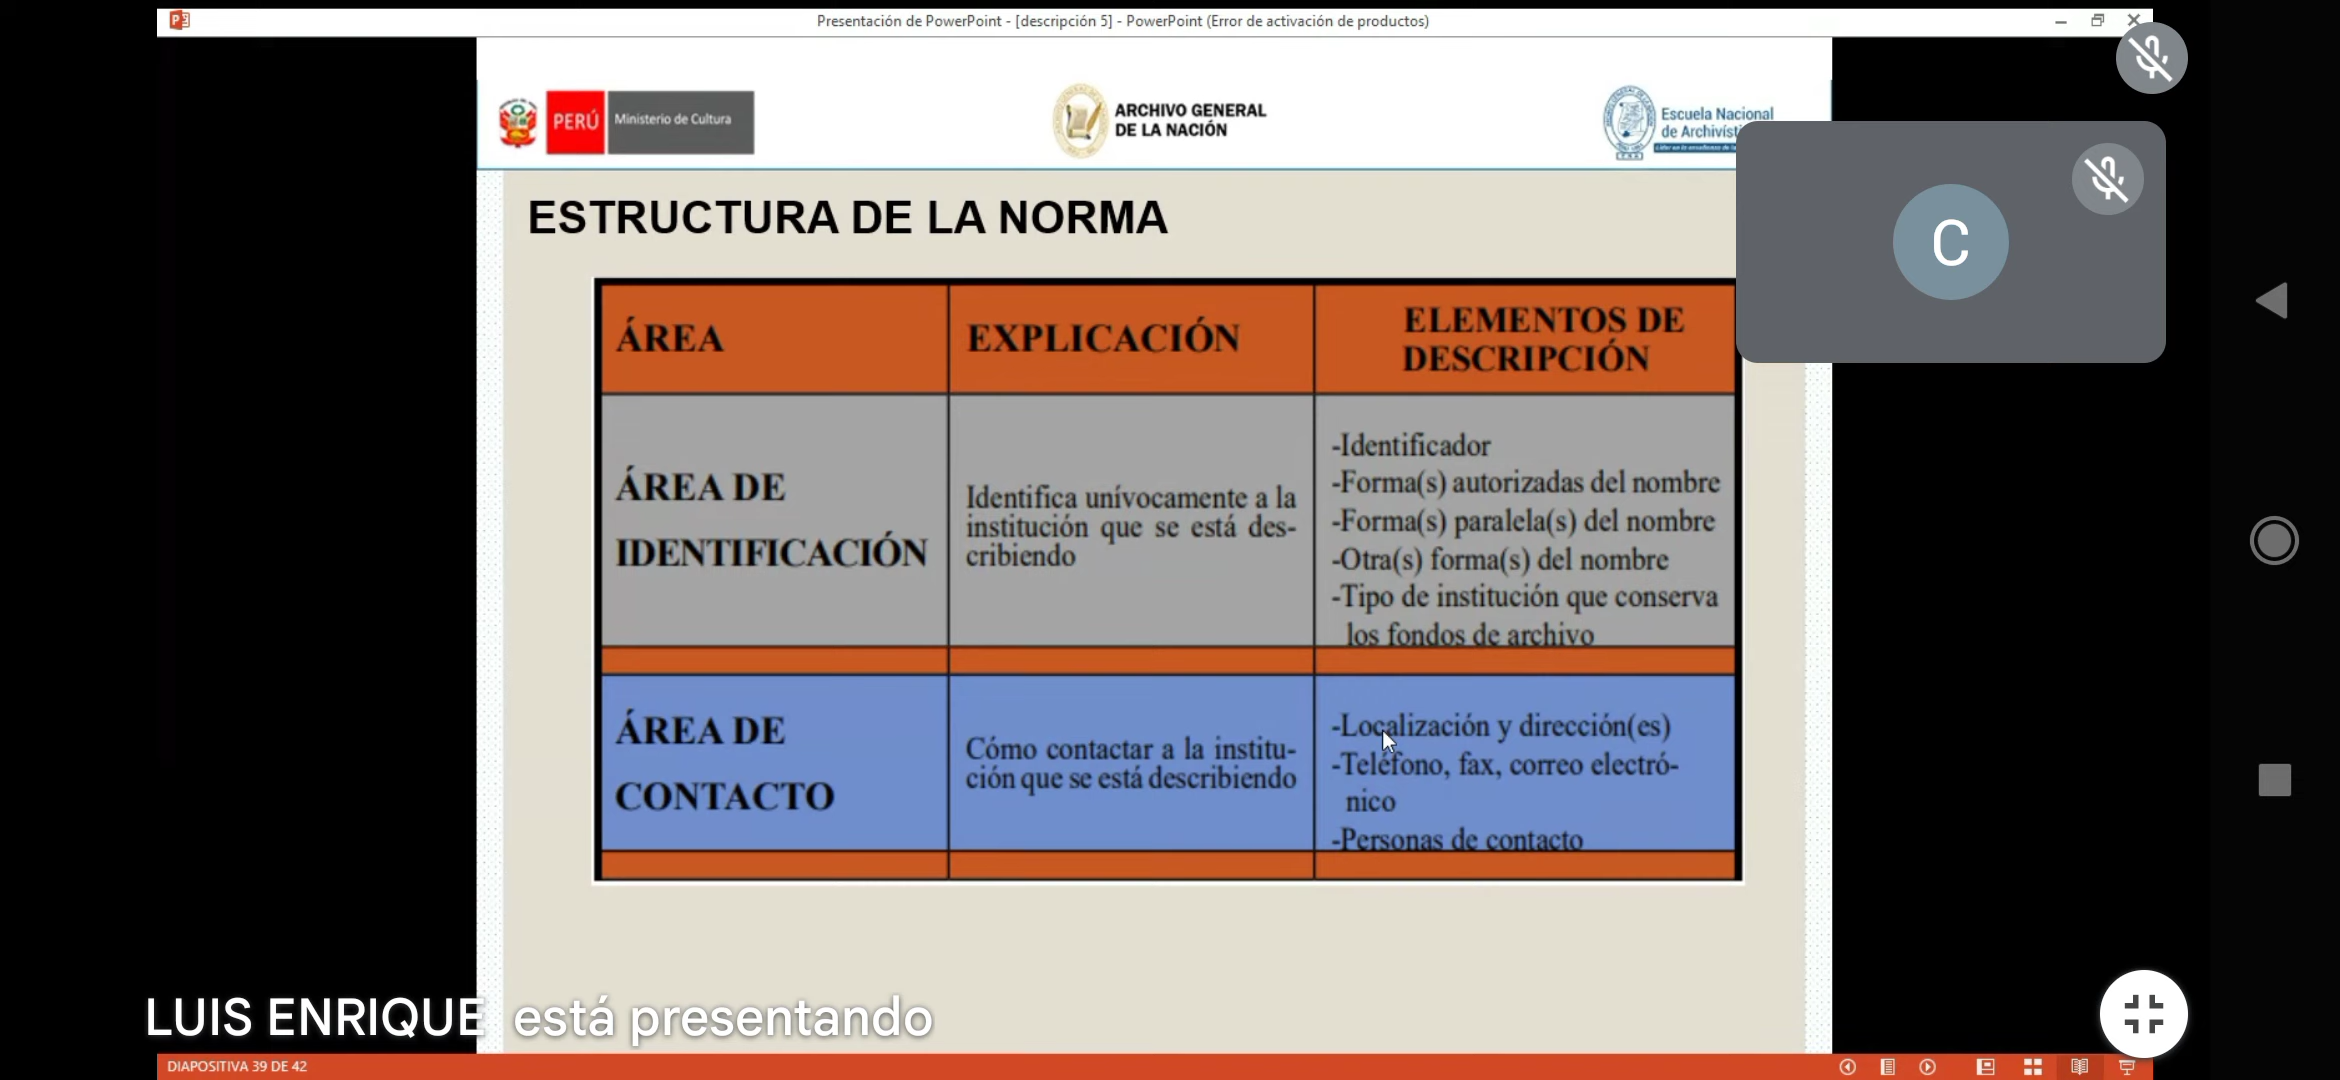 Presentación de PowerPoint - [descripción 5] - PowerPoint (Error de activación de productos)
PERÚ
Ministerio de Cultura
ARCHIVO GENERAL
DE LA NACIÓN
Escuela Nacional
de
ESTRUCTURA DE LA NORMA
ÁREA
EXPLICACIÓN
ELEMENTOS DE
DESCRIPCIÓN
ÁREA DE
IDENTIFICACIÓN
Identifica unívocamente a la
institución que se está des-
cribiendo
-Identificador
-Forma(s) autorizadas del nombre
-Forma(s) paralela(s) del nombre
-Otra(s) forma(s) del nombre
-Tipo de institución que conserva
los fondos de archivo
ÁREA DE
CONTACTO
Cómo contactar a la institu-
ción que se está describiendo
-Localización y dirección(es)
-Teléfono, fax, correo electró-
nico
-Personas de contacto
C
LUIS ENRIQUE está presentando
DIAPOSITIVA 39 DE 42